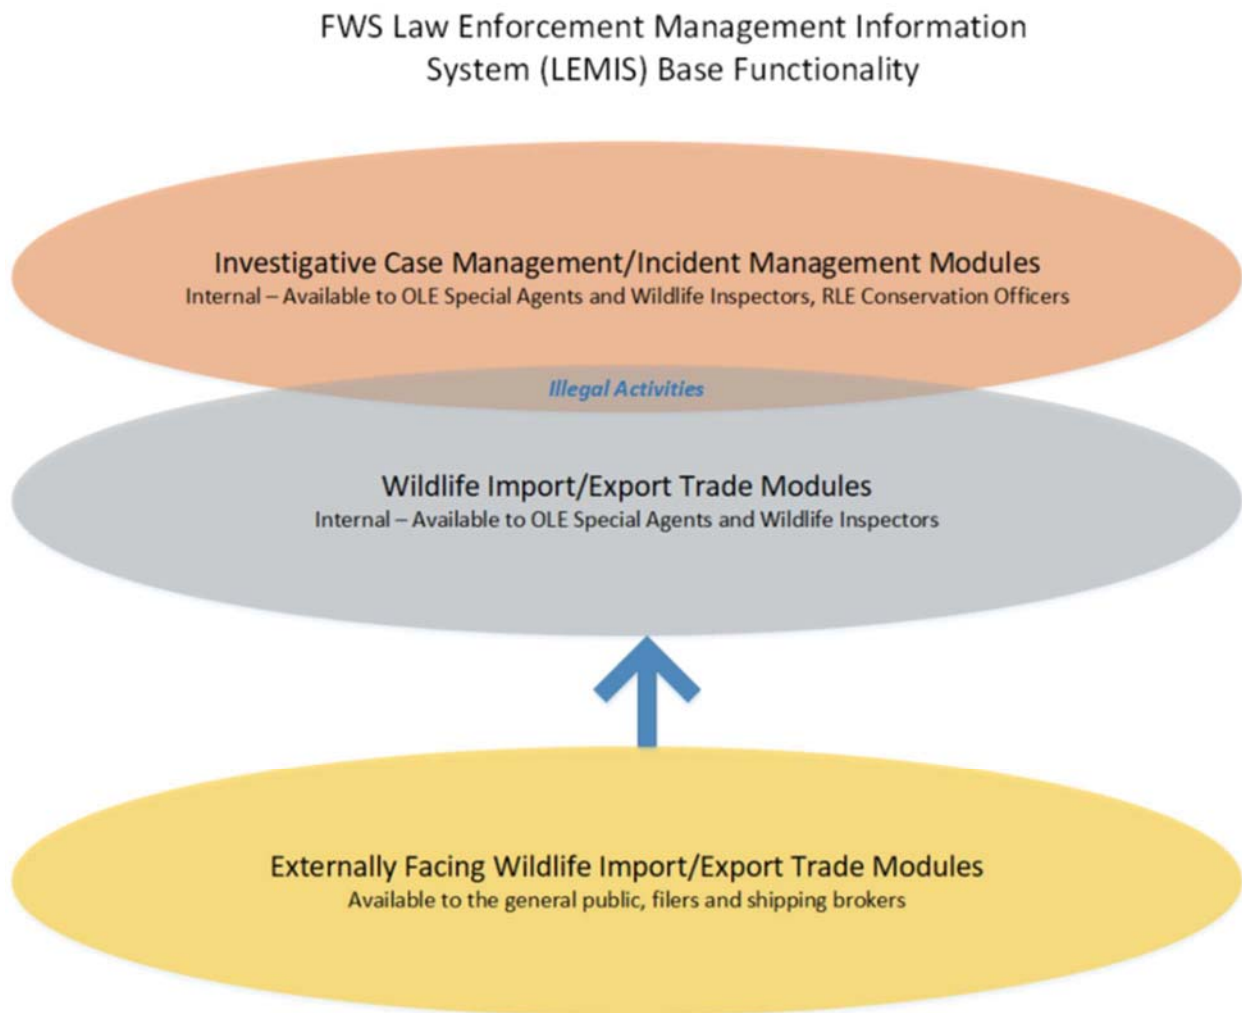 FWS Law Enforcement Management Information
System (LEMIS) Base Functionality
Investigative Case Management/Incident Management Modules
Internal – Available to OLE Special Agents and Wildlife Inspectors, RLE Conservation Officers
Illegal Activities
Wildlife Import/Export Trade Modules
Internal – Available to OLE Special Agents and Wildlife Inspectors
Externally Facing Wildlife Import/Export Trade Modules
Available to the general public, filers and shipping brokers